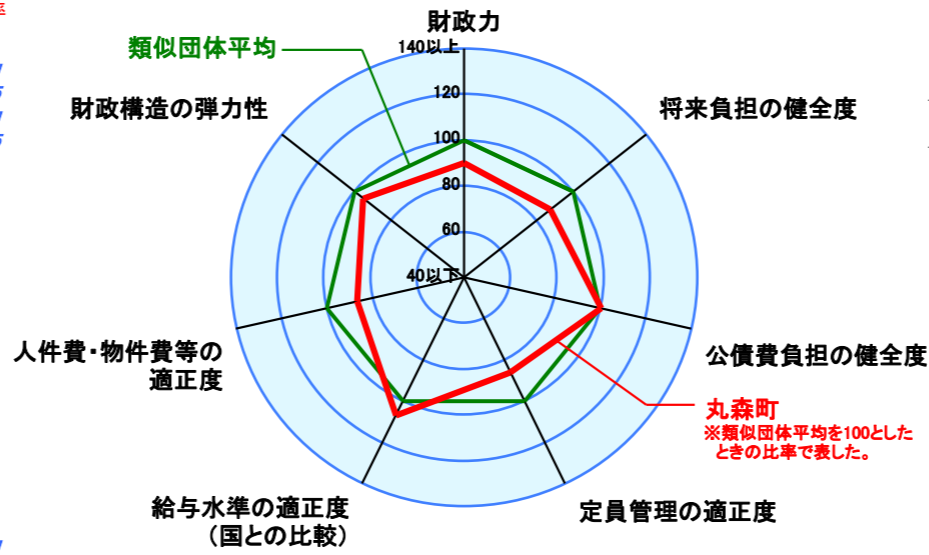 財政力
140以上
類似団体平均
120
財政構造の弾力性
将来負担の健全度
100
80
60
40以下
人件費・物件費等の
適正度
公債費負担の健全度
丸森町
※類似団体平均を100とした
ときの比率で表した。
給与水準の適正度
（国との比較）
定員管理の適正度